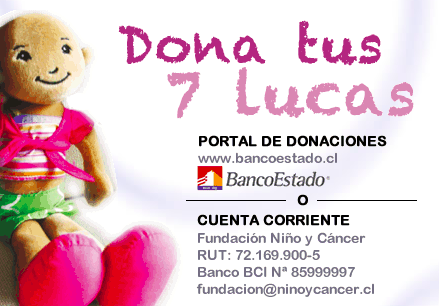 Dona tus
7 lucas
PORTAL DE DONACIONES
www.bancoestado.cl
BancoEstado®
O
CUENTA CORRIENTE
Fundación Niño y Cáncer
RUT: 72.169.900-5
Banco BCI Nª 85999997
fundacion@ninoycancer.cl